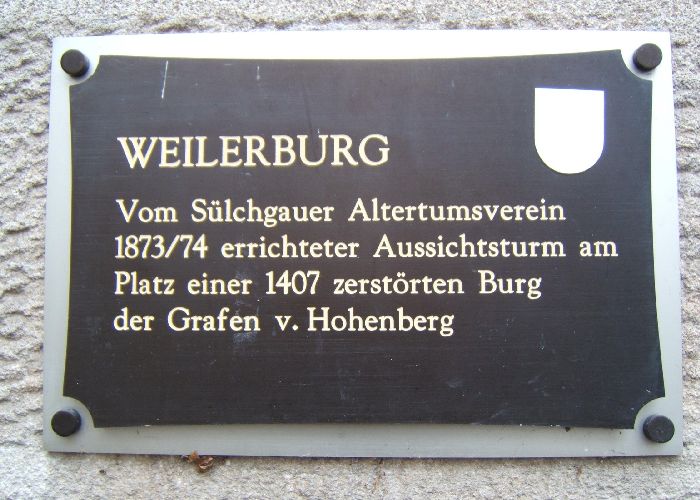 WEILERBURG
Vom Sülchgauer Altertumsverein
1873/74 errichteter Aussichtsturm am
Platz einer 1407 zerstörten Burg
der Grafen v. Hohenberg